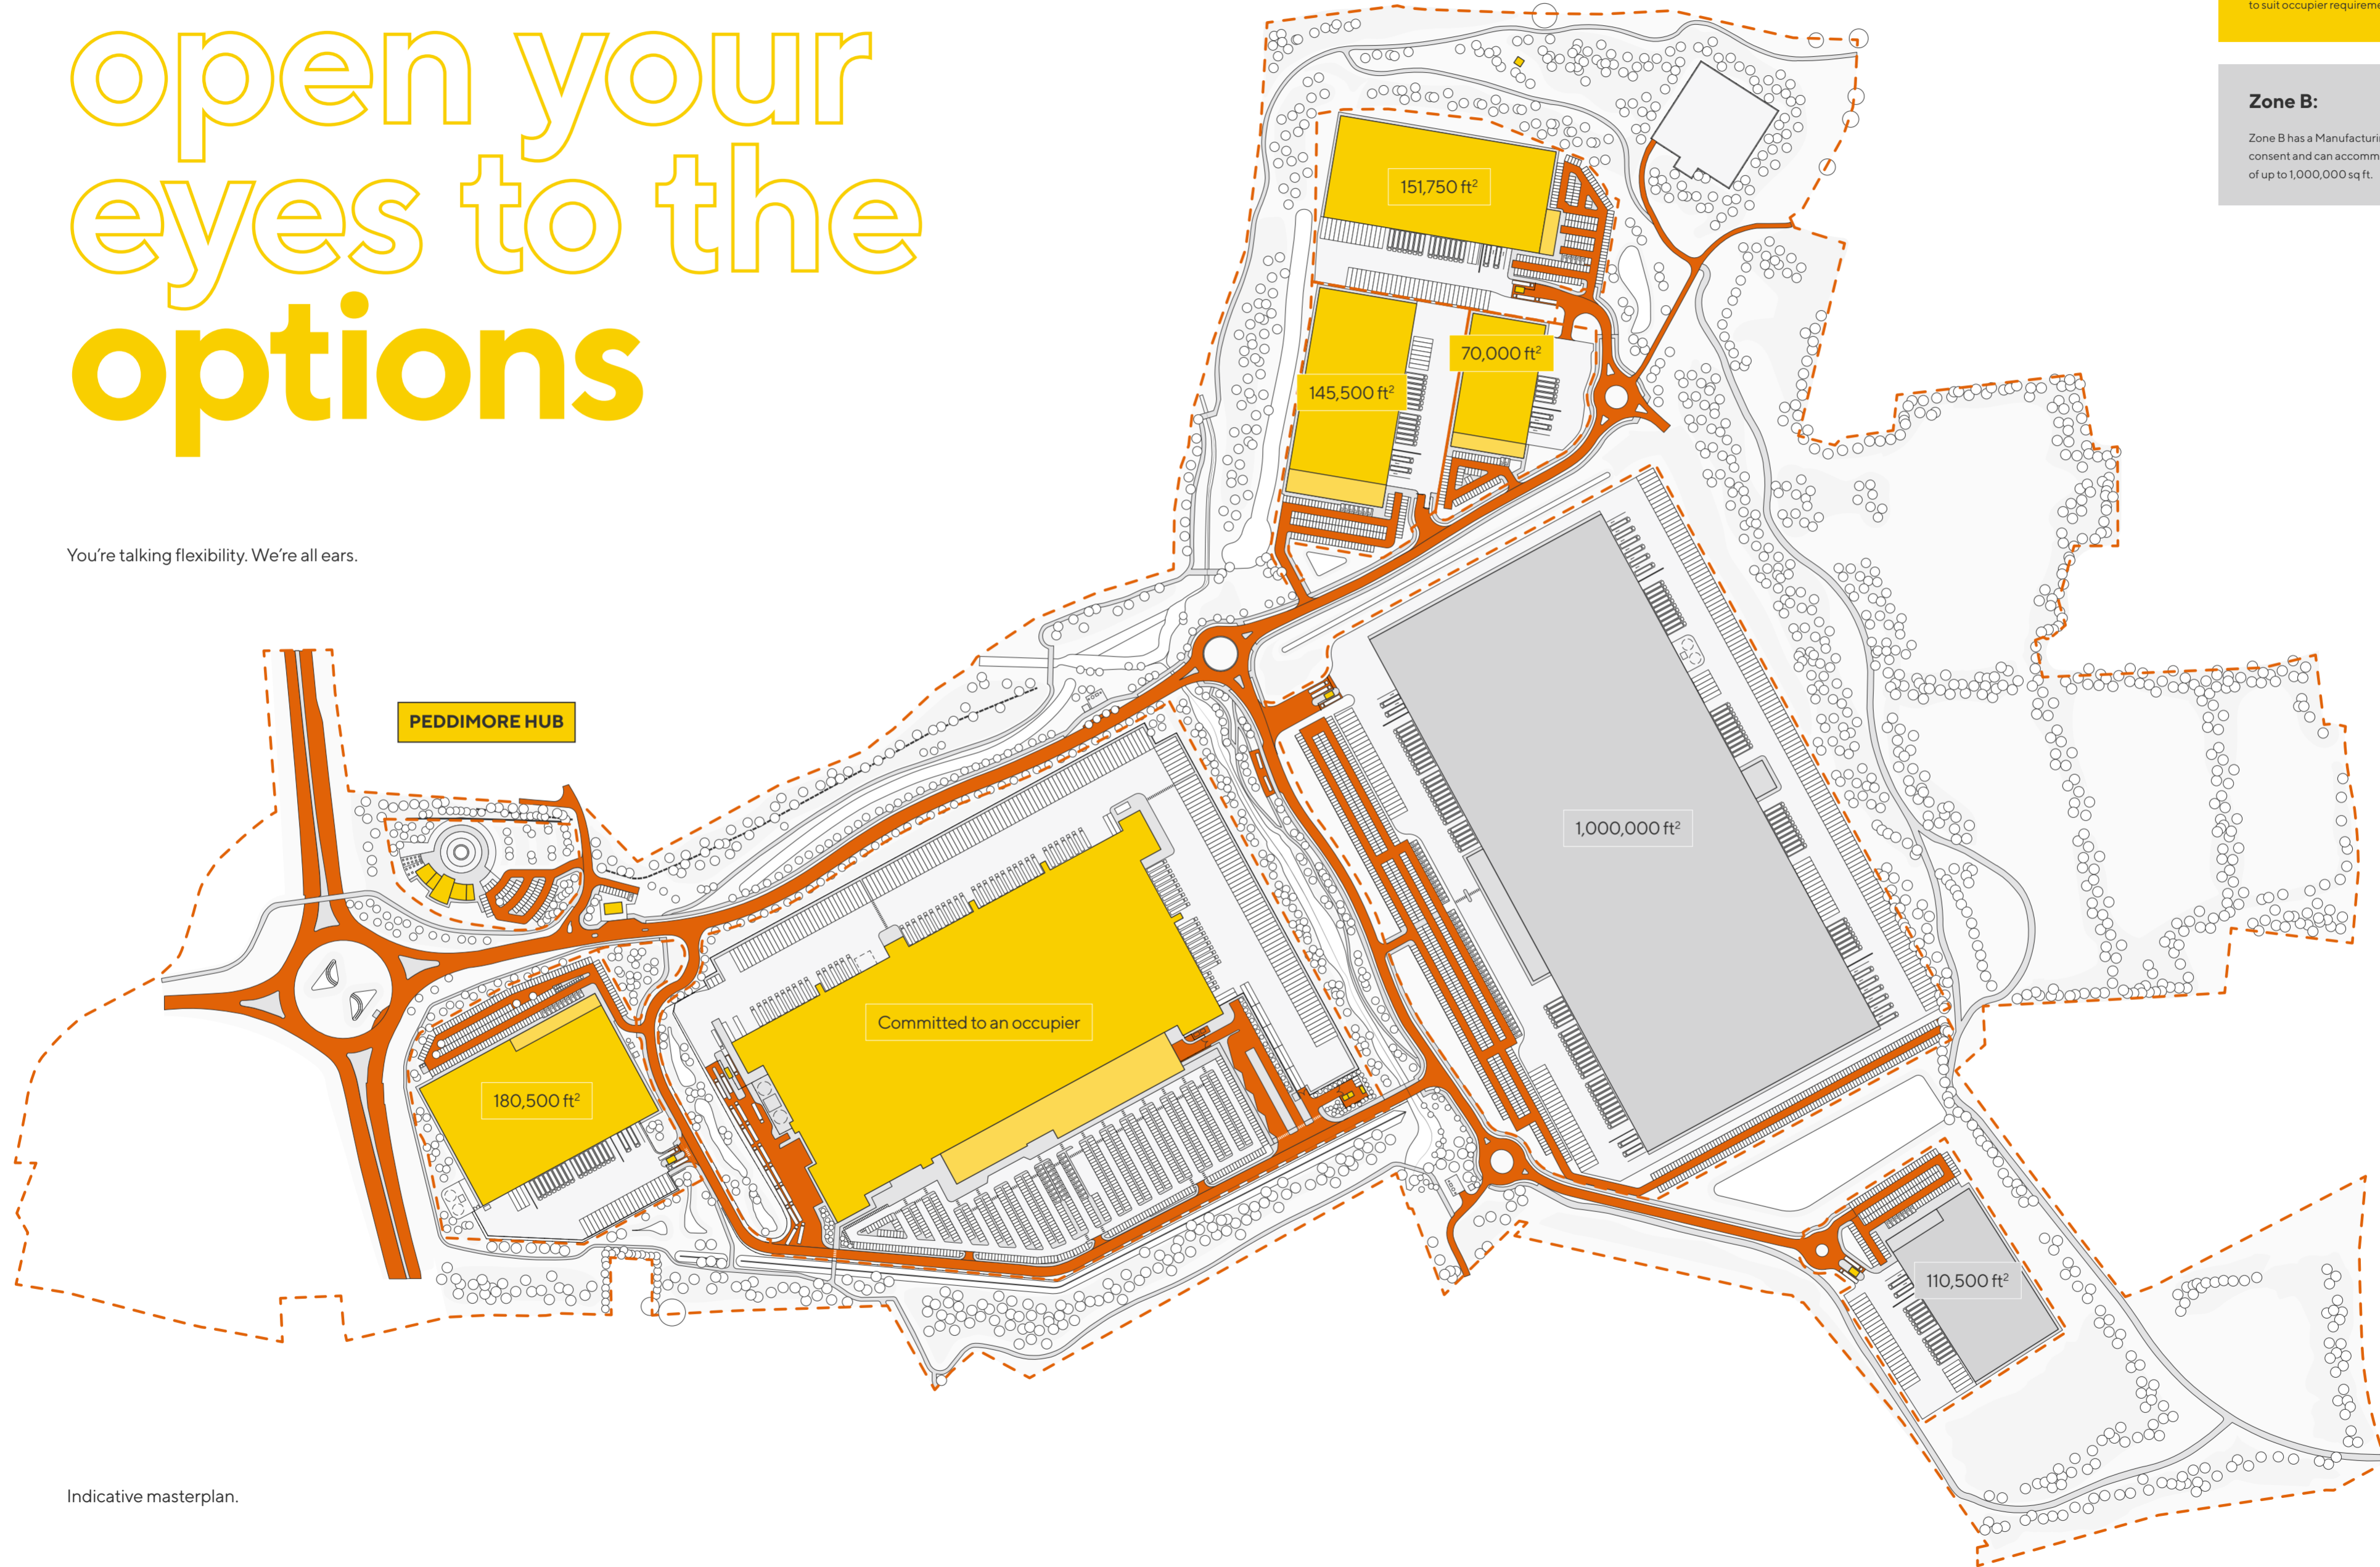 open your
eyes to the
options
You're talking flexibility. We're all ears.
PEDDIMORE HUB
151,750 ft²
70,000 ft²
145,500 ft²
1,000,000 ft²
Committed to an occupier
180,500 ft²
110,500 ft²
Indicative masterplan.
to suit occupier
Zone B:
Zone B has a
consent and can
of up to 1,000,000 sq ft.